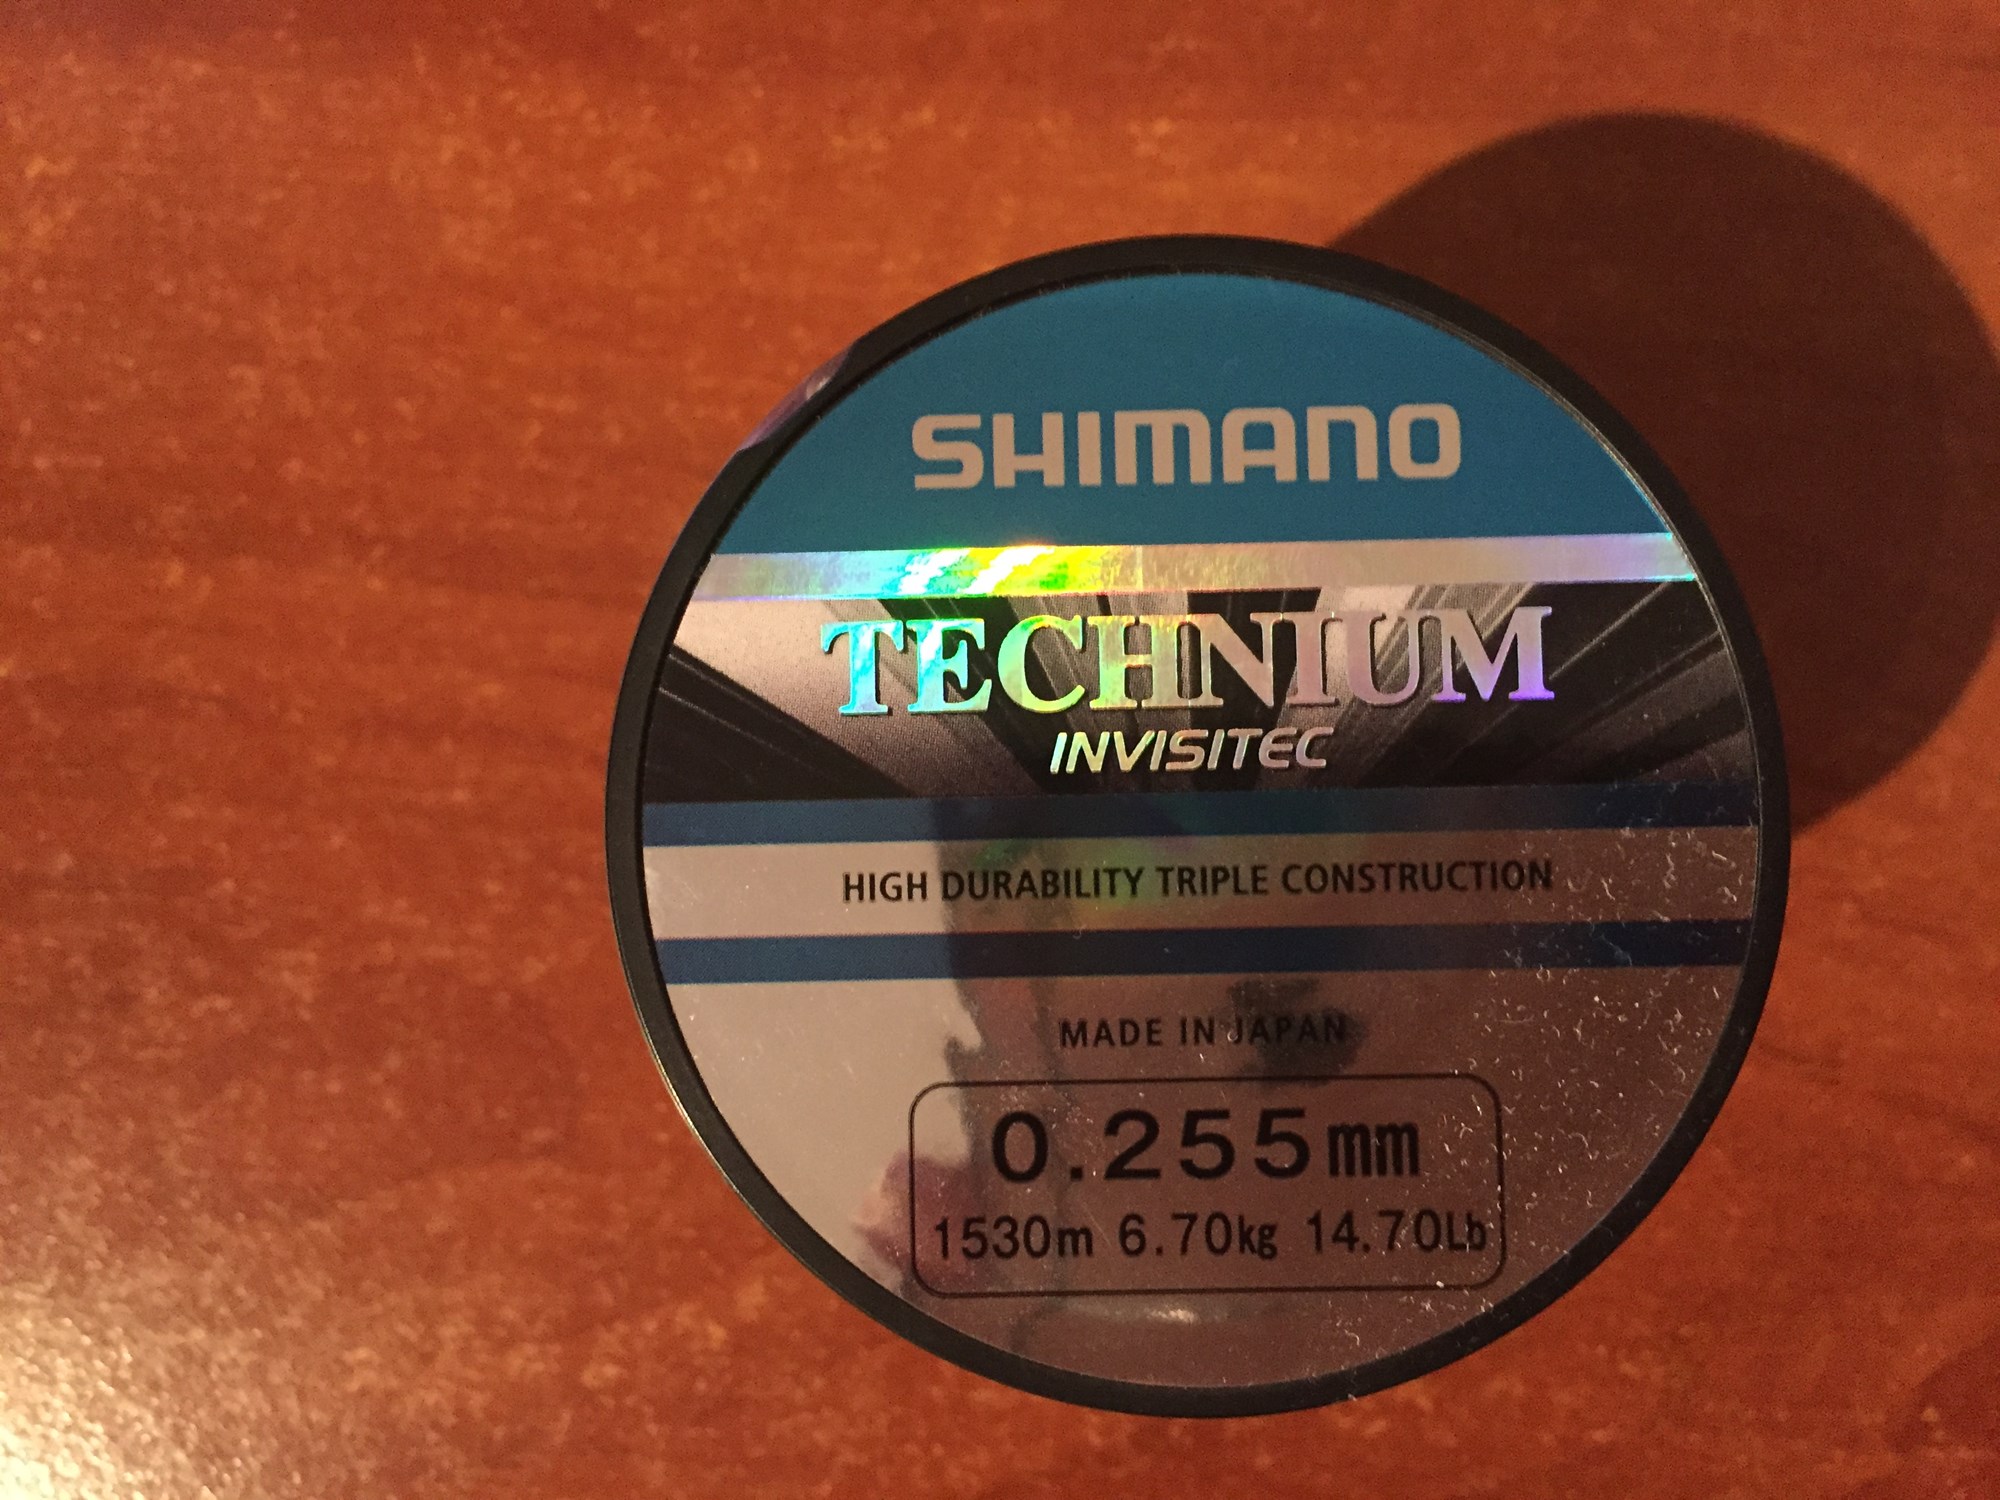 SHIMANO
TECHNIUM
INVISITEC
HIGH DURABILITY TRIPLE CONSTRUCTION
MADE IN JAPAN
0.255mm
1530m 6.70kg 14.70Lb